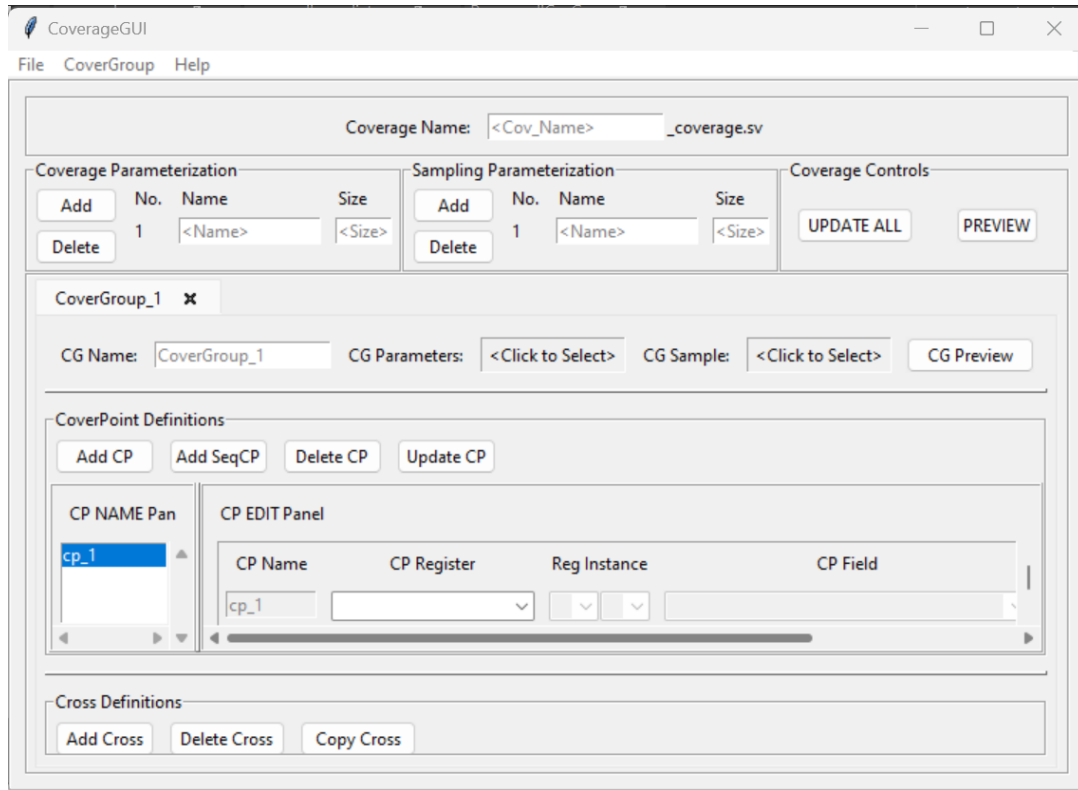 CoverageGUI
File CoverGroup Help
Coverage Name: <Cov_Name> _coverage.sv
Coverage Parameterization Sampling Parameterization Coverage Controls
Add No. Name Size Add No. Name Size
1 <Name> <Size> 1 <Name> <Size> UPDATE ALL PREVIEW
Delete Delete
CoverGroup_1 ✖
CG Name: CoverGroup_1 CG Parameters: <Click to Select> CG Sample: <Click to Select> CG Preview
CoverPoint Definitions
Add CP Add SeqCP Delete CP Update CP
CP NAME Pan CP EDIT Panel
cp_1 CP Name CP Register Reg Instance CP Field
cp_1
Cross Definitions
Add Cross Delete Cross Copy Cross